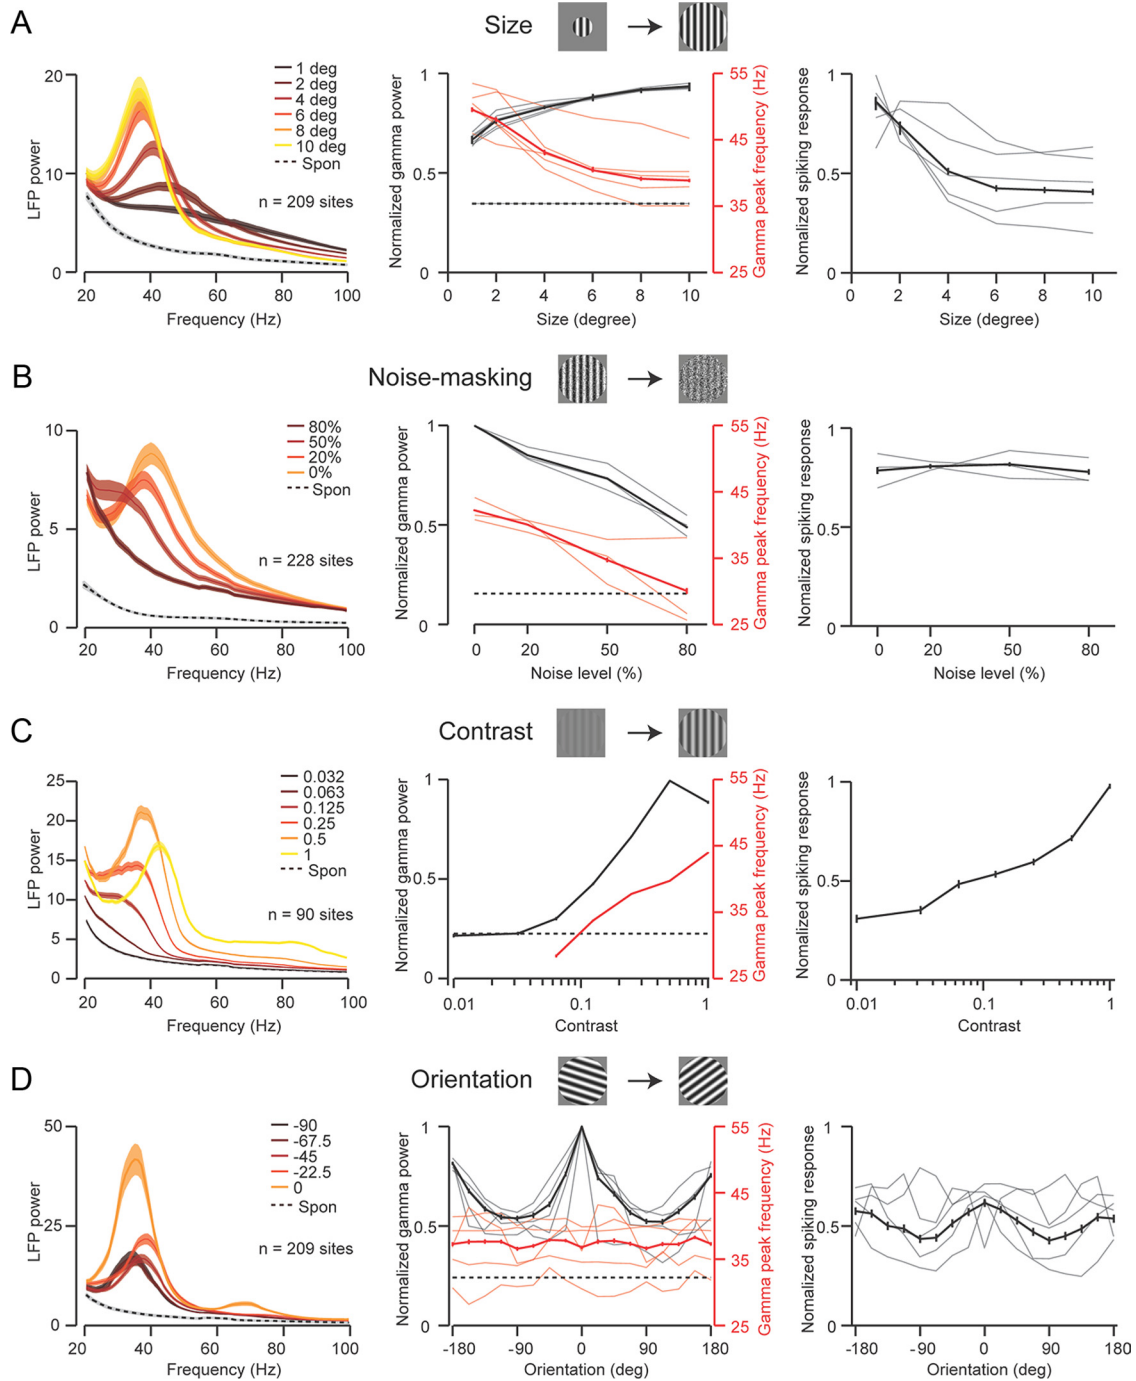 A
Size
LFP power
20
10
0
20 40 60 80 100
Frequency (Hz)
1 deg
2 deg
4 deg
6 deg
8 deg
10 deg
Spon
n = 209 sites
Normalized gamma power
1
0.5
0
0 2 4 6 8 10
Size (degree)
55
45
35
25
Gamma peak frequency (Hz)
Nomalized spiking response
1
0.5
0
0 2 4 6 8 10
Size (degree)
B
Noise-masking
LFP power
10
5
0
20 40 60 80 100
Frequency (Hz)
80%
50%
20%
0%
Spon
n = 228 sites
Normalized gamma power
1
0.5
0
0 20 50 80
Noise level (%)
55
45
35
25
Gamma peak frequency (Hz)
Nomalized spiking response
1
0.5
0
0 20 50 80
Noise level (%)
C
Contrast
LFP power
25
20
15
10
5
0
20 40 60 80 100
Frequency (Hz)
0.032
0.063
0.125
0.25
0.5
1
Spon
n = 90 sites
Normalized gamma power
1
0.5
0
0.01 0.1 1
Contrast
55
45
35
25
Gamma peak frequency (Hz)
Nomalized spiking response
1
0.5
0
0.01 0.1 1
Contrast
D
Orientation
LFP power
50
25
0
20 40 60 80 100
Frequency (Hz)
-90
-67.5
-45
-22.5
0
Spon
n = 209 sites
Normalized gamma power
1
0.5
0
-180 -90 0 90 180
Orientation (deg)
55
45
35
25
Gamma peak frequency (Hz)
Nomalized spiking response
1
0.5
0
-180 -90 0 90 180
Orientation (deg)